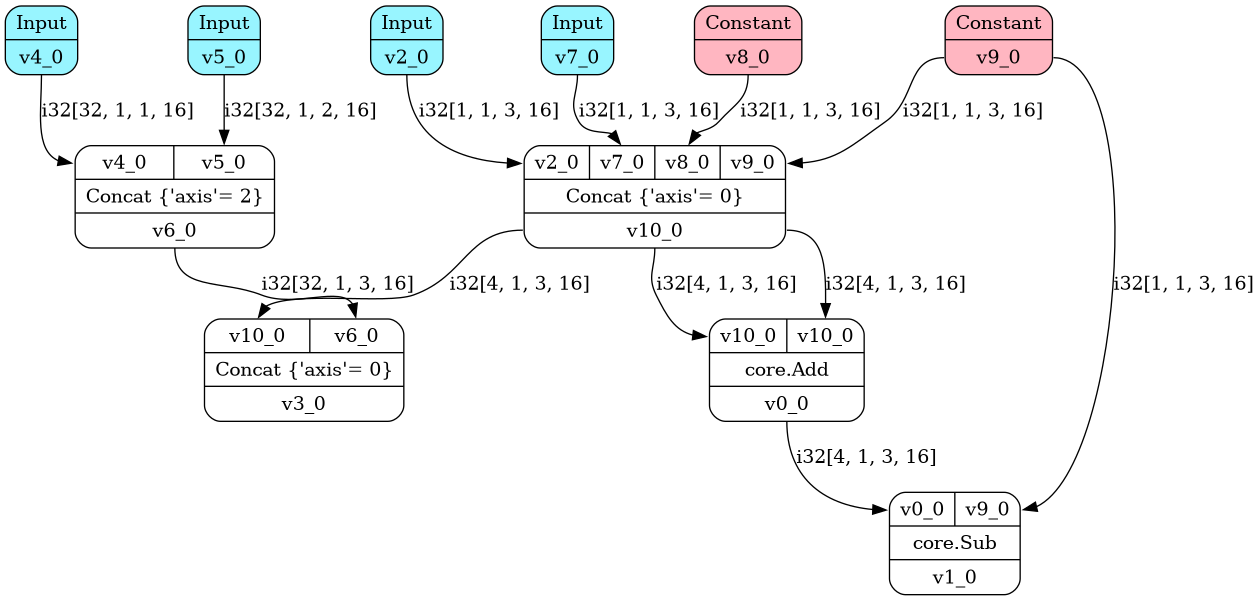 Input
v4_0
Input
v5_0
Input
v2_0
Input
v7_0
Constant
v8_0
Constant
v9_0
i32[32, 1, 1, 16]
i32[32, 1, 2, 16]
i32[1, 1, 3, 16]
i32[1, 1, 3, 16]
i32[1, 1, 3, 16]
i32[1, 1, 3, 16]
v4_0 v5_0
Concat {'axis'= 2}
v6_0
v2_0 v7_0 v8_0 v9_0
Concat {'axis'= 0}
v10_0
i32[32, 1, 3, 16]
i32[4, 1, 3, 16]
i32[4, 1, 3, 16]
i32[4, 1, 3, 16]
i32[1, 1, 3, 16]
v10_0 v6_0
Concat {'axis'= 0}
v3_0
v10_0 v10_0
core.Add
v0_0
i32[4, 1, 3, 16]
v0_0 v9_0
core.Sub
v1_0